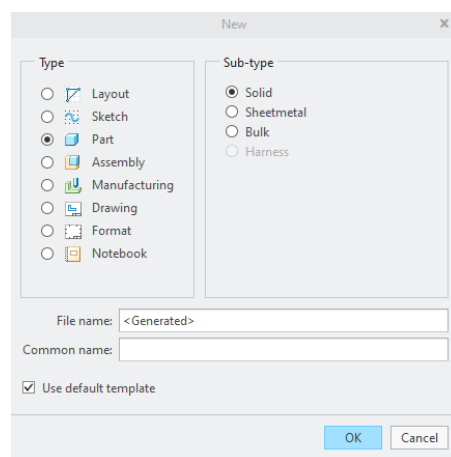 New
Type
Layout
Sketch
Part
Assembly
Manufacturing
Drawing
Format
Notebook
Sub-type
Solid
Sheetmetal
Bulk
Harness
File name: <Generated>
Common name:
Use default template
OK Cancel